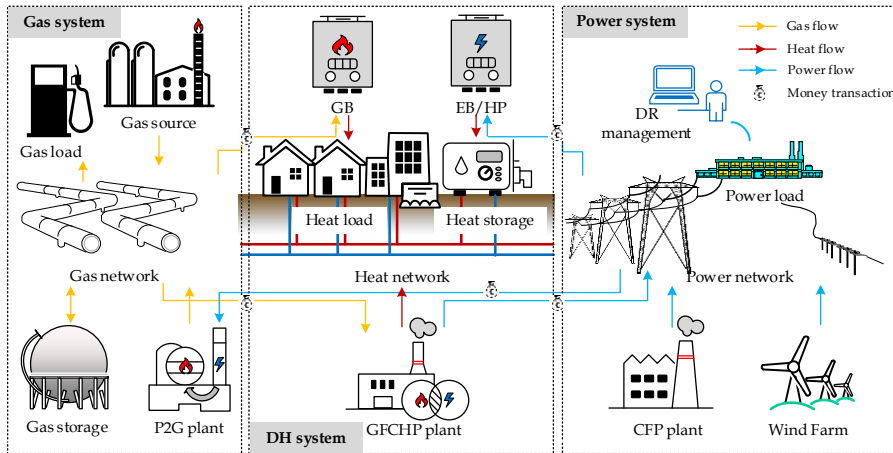 Gas system
Gas source
Gas load
Gas network
Gas storage
P2G plant
GB
EB/HP
Heat load
Heat storage
Heat network
DH system
GFCHP plant
Power system
Gas flow
Heat flow
Power flow
Money transaction
DR
management
Power load
Power network
CFP plant
Wind Farm